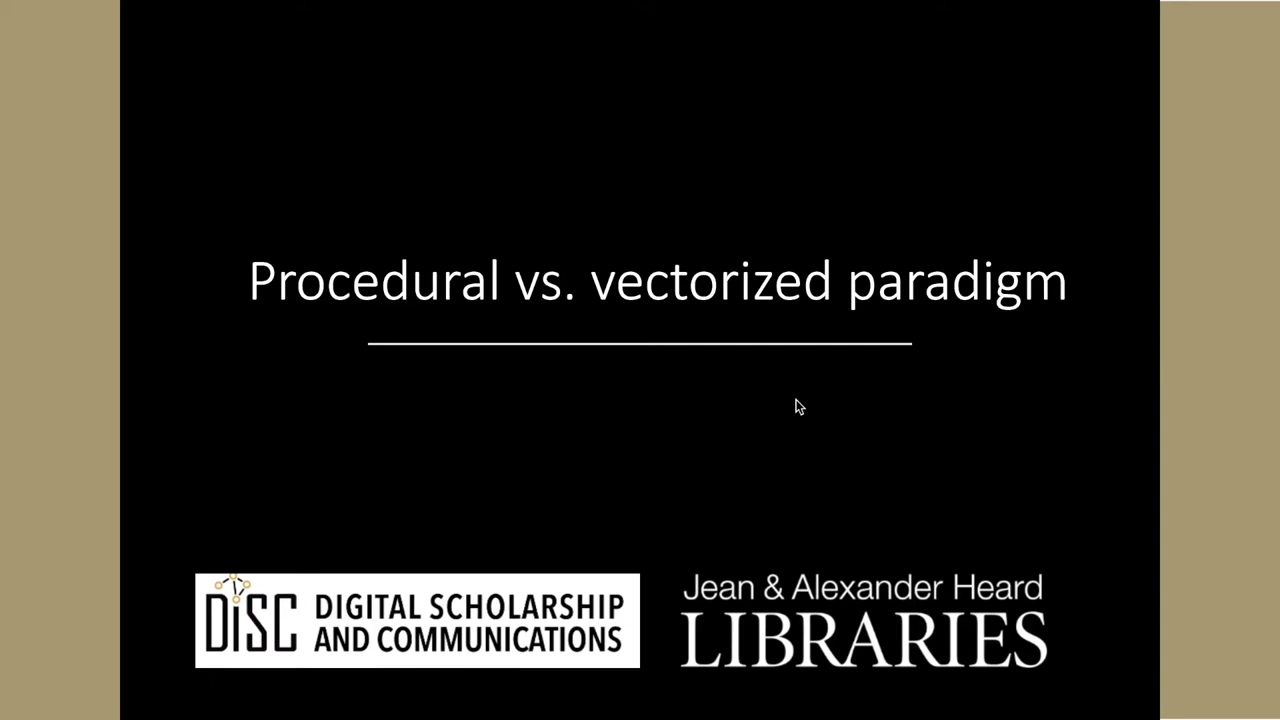 Procedural vs. vectorized paradigm
DiSC DIGITAL SCHOLARSHIP
AND COMMUNICATIONS
Jean & Alexander Heard
LIBRARIES